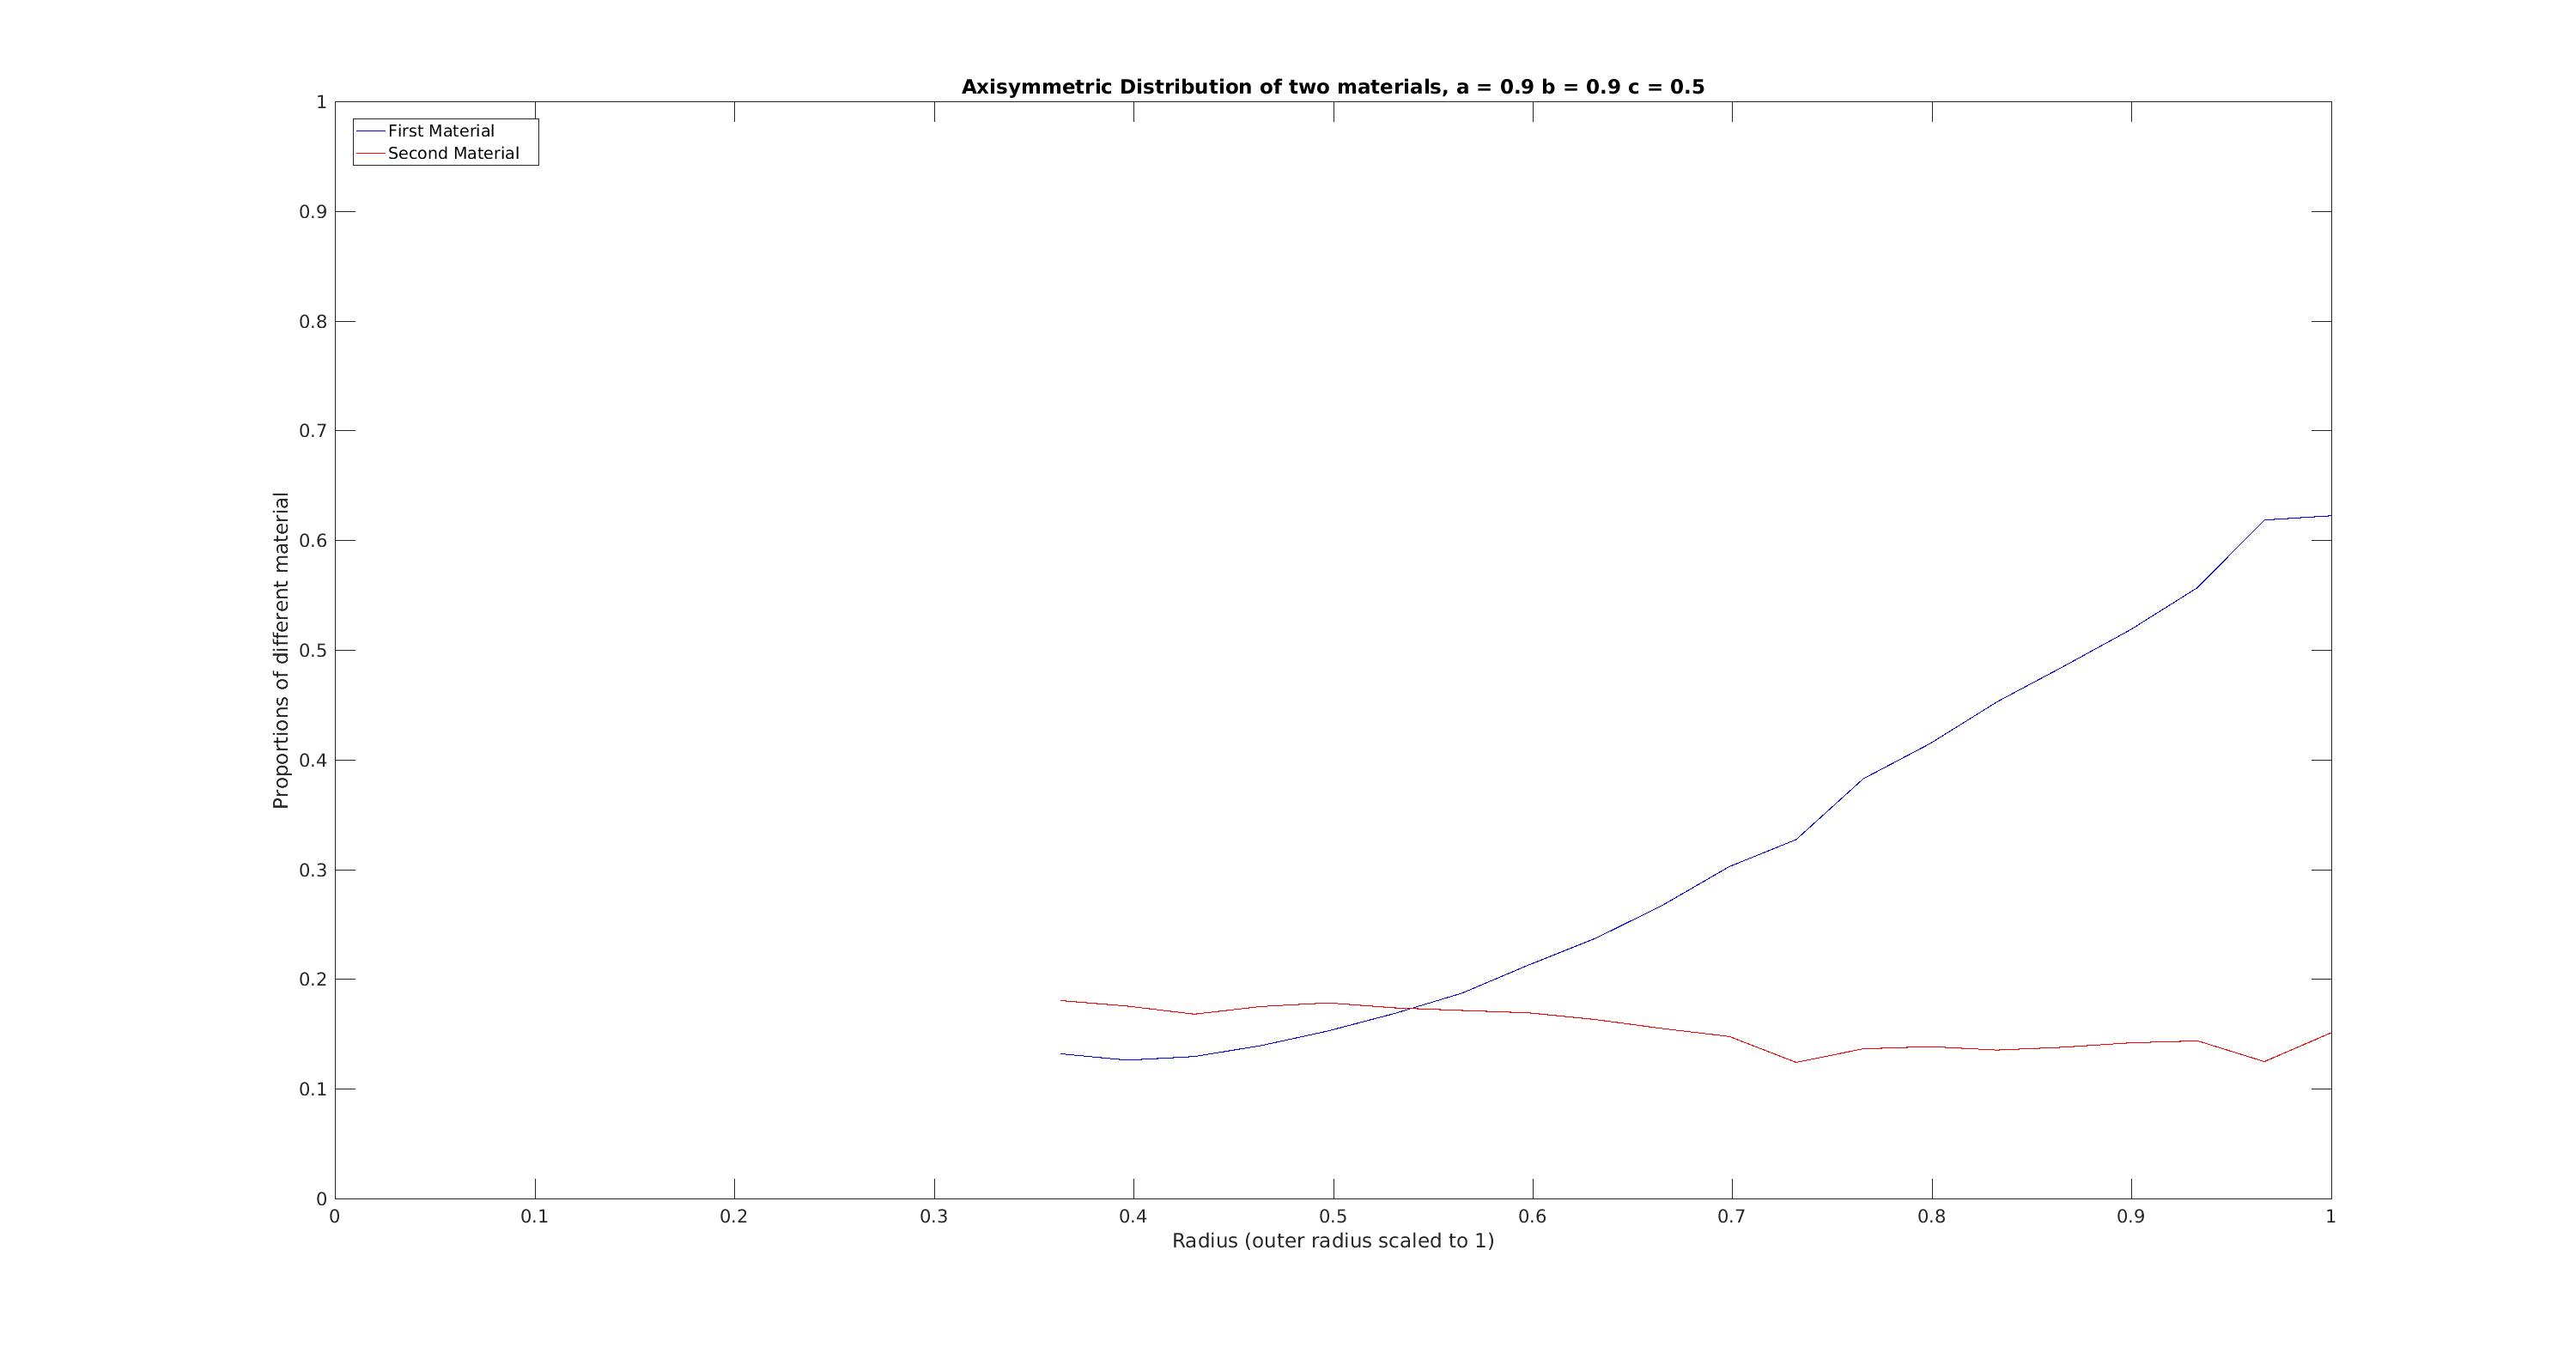 Axisymmetric Distribution of two materials, a = 0.9 b = 0.9 c = 0.5
First Material
Second Material
Proportions of different material
1
0.9
0.8
0.7
0.6
0.5
0.4
0.3
0.2
0.1
0
0 0.1 0.2 0.3 0.4 0.5 0.6 0.7 0.8 0.9 1
Radius (outer radius scaled to 1)